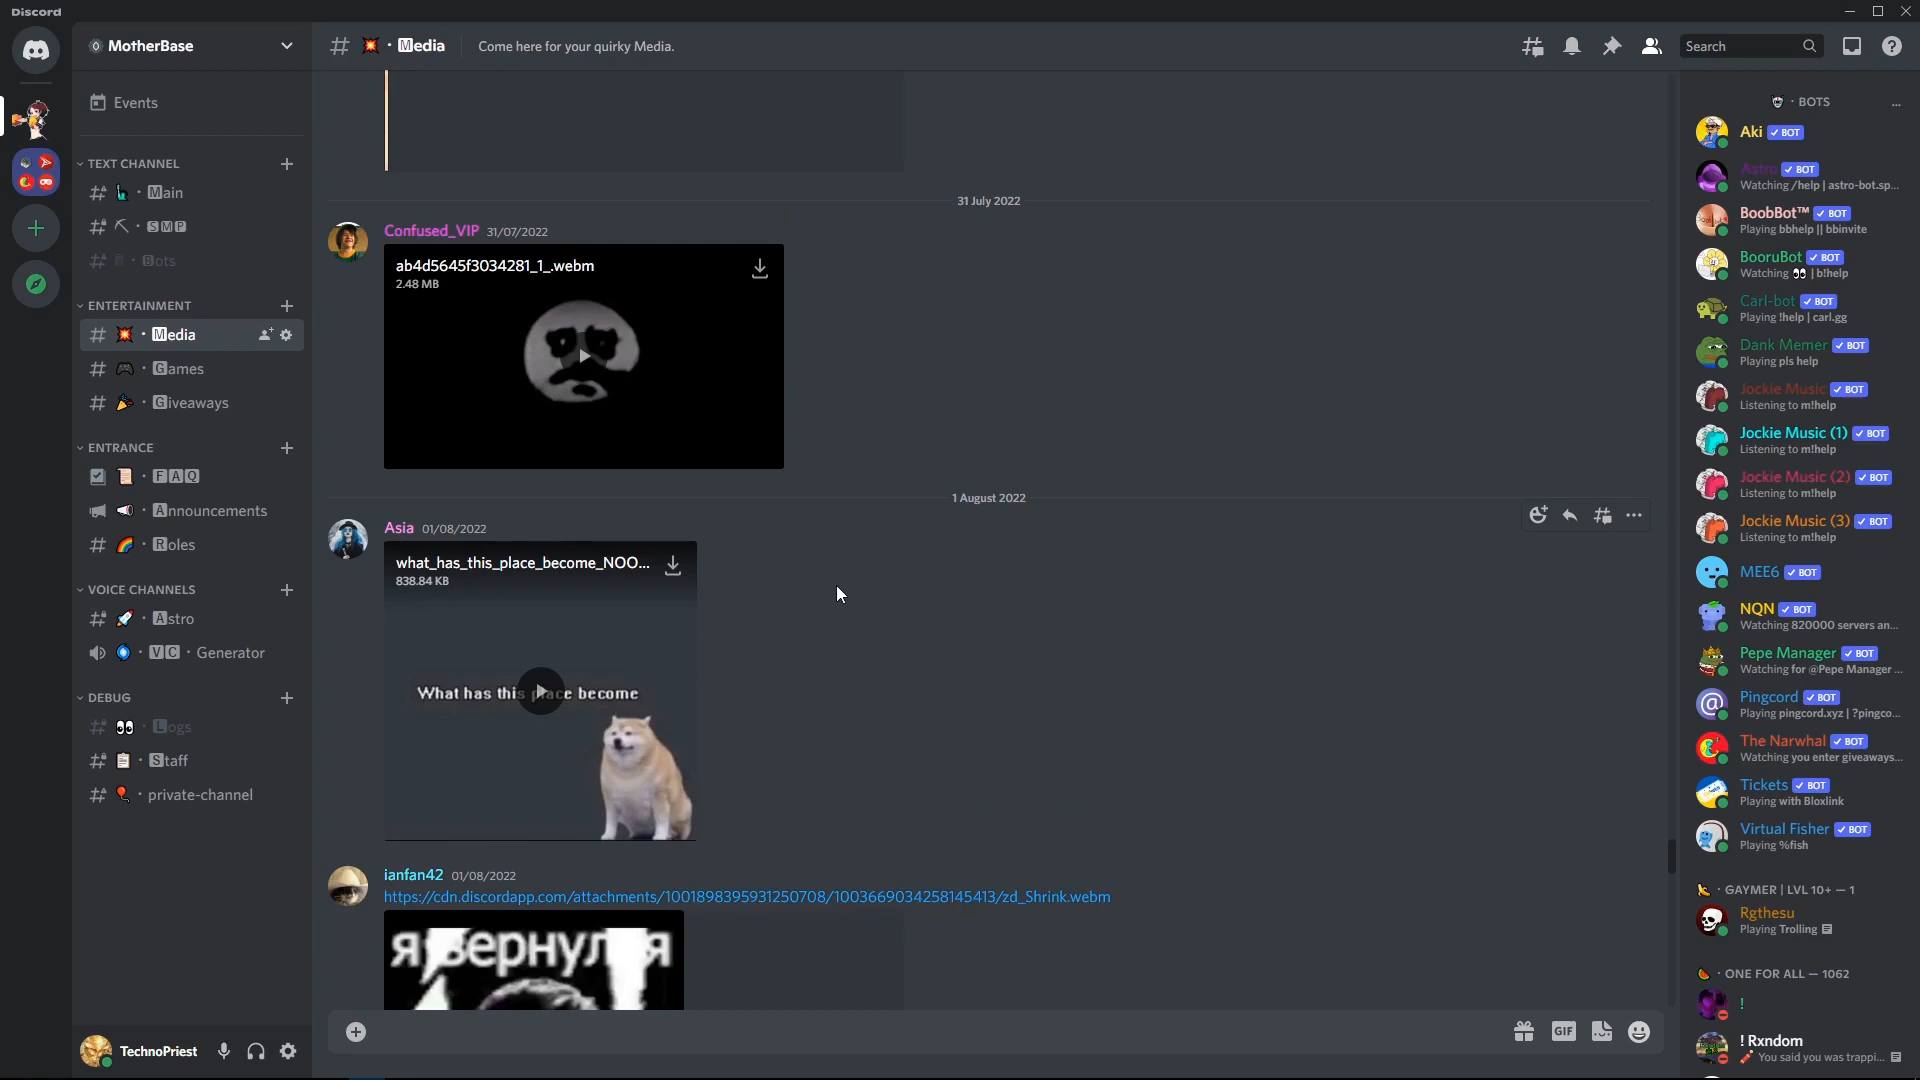 Discord
MotherBase
Events
TEXT CHANNEL
Main
SMP
Bots
ENTERTAINMENT
Media
Games
Giveaways
ENTRANCE
FAQ
Announcements
Roles
VOICE CHANNELS
Astro
VC · Generator
DEBUG
Logs
Staff
private-channel
TechnoPriest
Media
Come here for your quirky Media.
Search
31 July 2022
Confused_VIP 31/07/2022
ab4d5645f3034281_1_.webm
2.48 MB
1 August 2022
Asia 01/08/2022
what_has_this_place_become_NOO...
838.84 KB
What has this place become
ianfan42 01/08/2022
https://cdn.discordapp.com/attachments/1001898395931250708/1003669034258145413/zd_Shrink.webm
GIF
· BOTS ...
Aki ✓ BOT
Astro ✓ BOT
Watching /help | astro-bot.sp...
BoobBot™ ✓ BOT
Playing bbhelp || bbinvite
BooruBot ✓ BOT
Watching 👀 | b!help
Carl-bot ✓ BOT
Playing !help | carl.gg
Dank Memer ✓ BOT
Playing pls help
Jockie Music ✓ BOT
Listening to m!help
Jockie Music (1) ✓ BOT
Listening to m!help
Jockie Music (2) ✓ BOT
Listening to m!help
Jockie Music (3) ✓ BOT
Listening to m!help
MEE6 ✓ BOT
NQN ✓ BOT
Watching 820000 servers an...
Pepe Manager ✓ BOT
Watching for @Pepe Manager ...
Pingcord ✓ BOT
Playing pingcord.xyz | ?pingco...
The Narwhal ✓ BOT
Watching you enter giveaways...
Tickets ✓ BOT
Playing with Bloxlink
Virtual Fisher ✓ BOT
Playing %fish
· GAYMER | LVL 10+ — 1
Rgthesu
Playing Trolling
· ONE FOR ALL — 1062
!
! Rxndom
You said you was trappi...